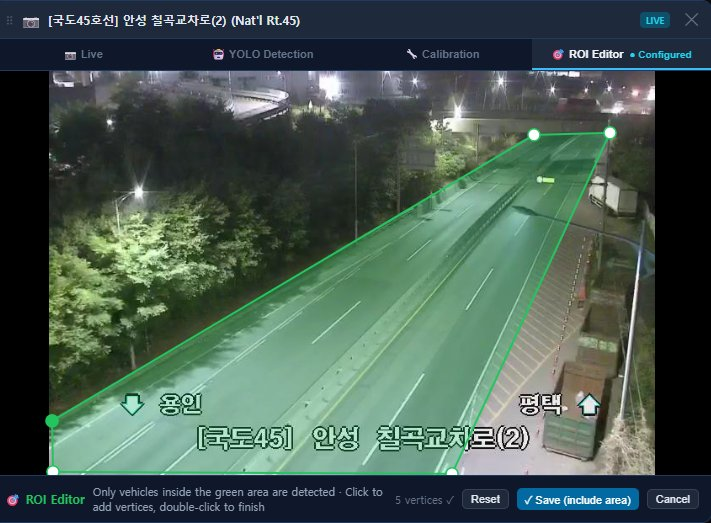 [국도45호선] 안성 칠곡교차로(2) (Nat'l Rt.45)
LIVE
Live
YOLO Detection
Calibration
ROI Editor
Configured
용인
평택
[국도45] 안성 칠곡교차로(2)
ROI Editor
Only vehicles inside the green area are detected · Click to
add vertices, double-click to finish
5 vertices ✓
Reset
✓ Save (include area)
Cancel